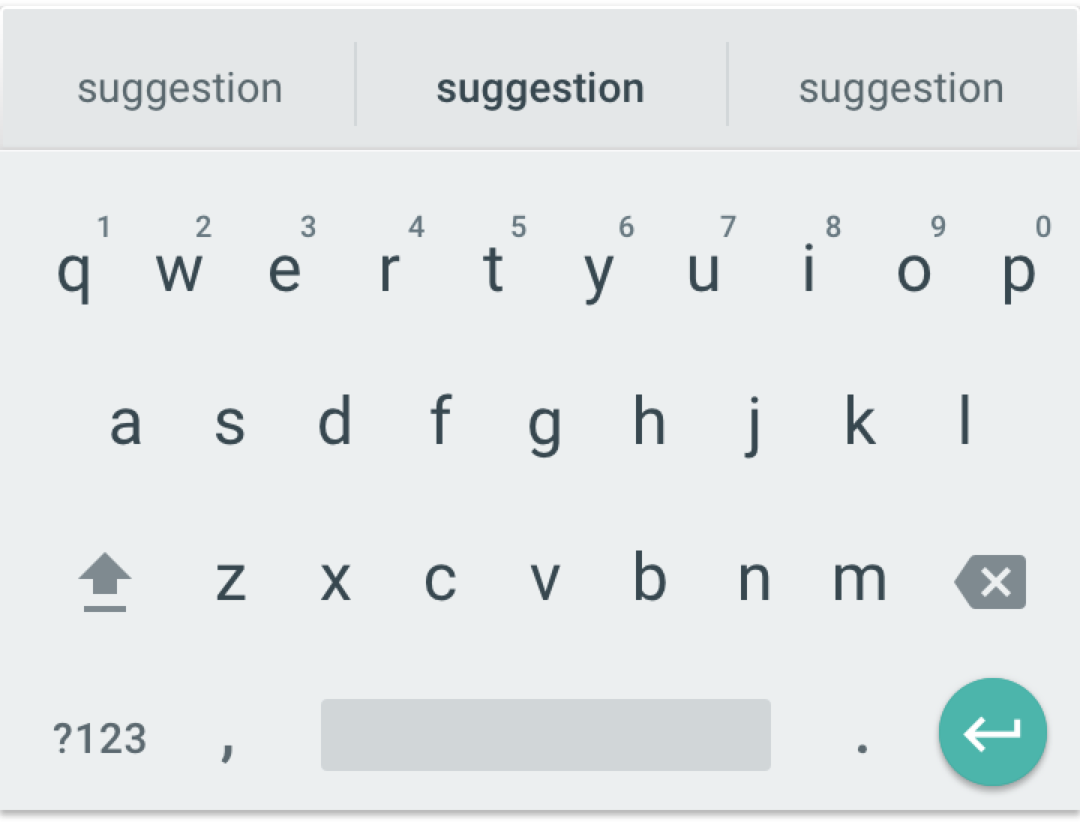 suggestion suggestion suggestion
1 2 3 4 5 6 7 8 9 0
q w e r t y u i o p
a s d f g h j k l
z x c v b n m
?123 , .